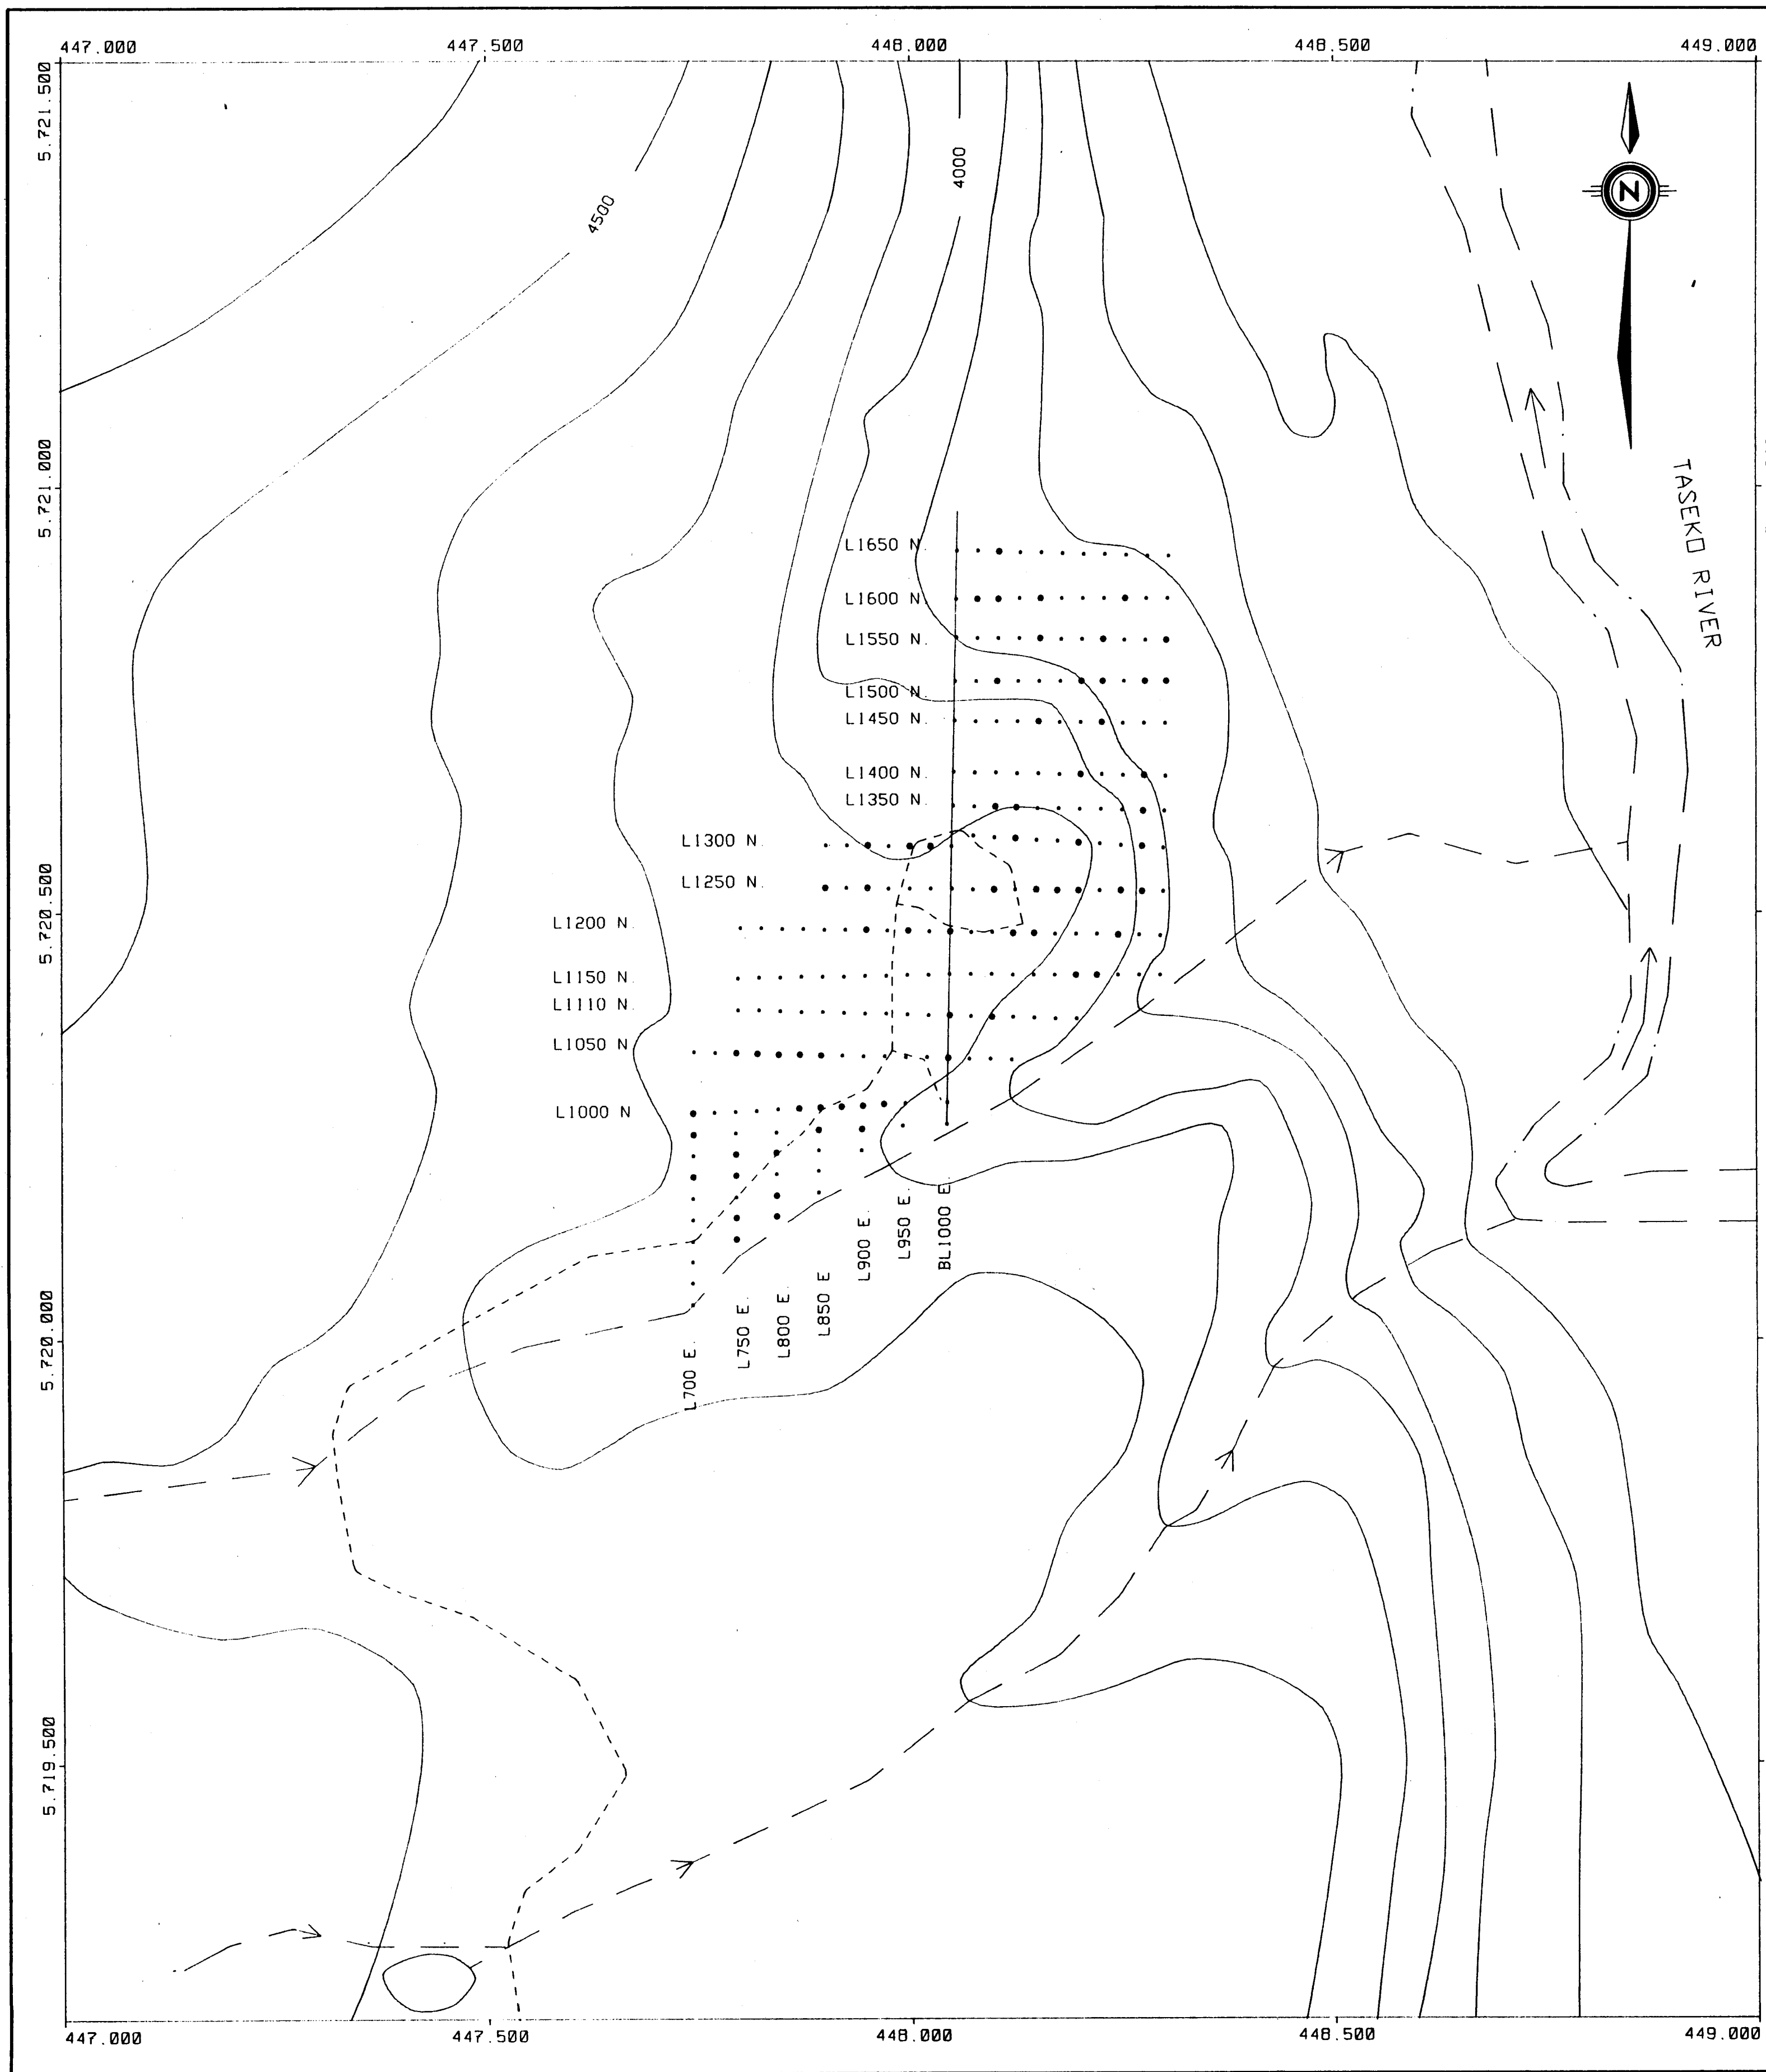 447.000 447.500 448.000 448.500 449.000
5.721.500
4000
N
4500
5.721.000
TASEKO RIVER
L1650 N.
L1600 N.
L1550 N.
L1500 N.
L1450 N.
L1400 N.
L1350 N.
L1300 N.
L1250 N.
5.720.500
L1200 N.
L1150 N.
L1110 N.
L1050 N.
L1000 N
L700 E.
L750 E.
L800 E.
L850 E
L900 E.
L950 E.
BL1000 E.
5.720.000
5.719.500
447.000 447.500 448.000 448.500 449.000